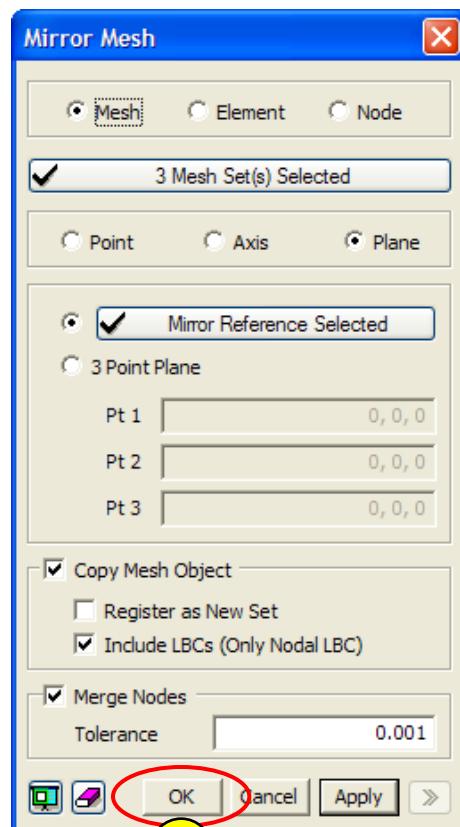 Mirror Mesh
Mesh Element Node
3 Mesh Set(s) Selected
Point Axis Plane
Mirror Reference Selected
3 Point Plane
Pt 1 0, 0, 0
Pt 2 0, 0, 0
Pt 3 0, 0, 0
Copy Mesh Object
Register as New Set
Include LBCs (Only Nodal LBC)
Merge Nodes
Tolerance 0.001
OK Cancel Apply